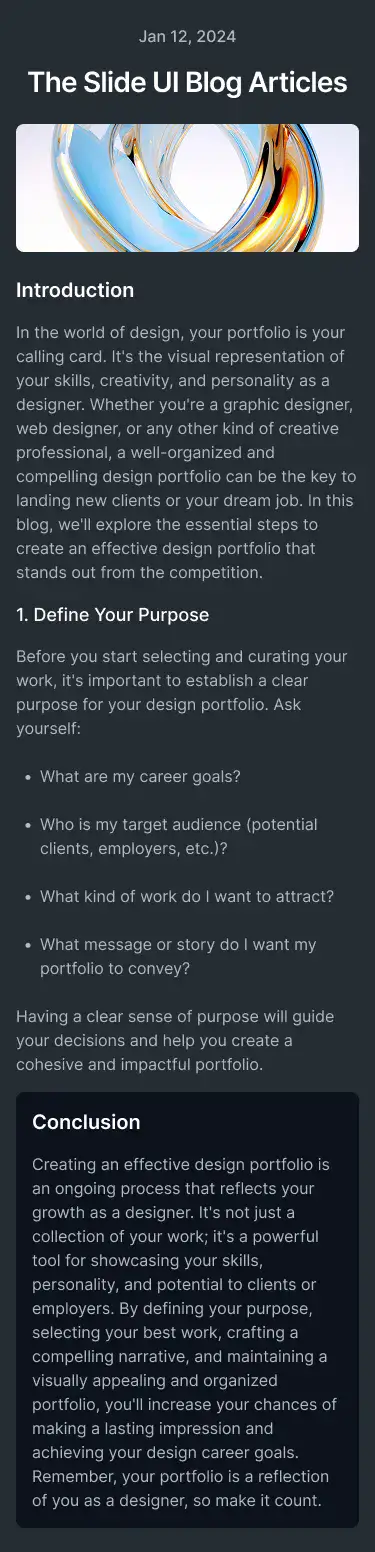 Jan 12, 2024
The Slide UI Blog Articles
Introduction
In the world of design, your portfolio is your
calling card. It's the visual representation of
your skills, creativity, and personality as a
designer. Whether you're a graphic designer,
web designer, or any other kind of creative
professional, a well-organized and
compelling design portfolio can be the key to
landing new clients or your dream job. In this
blog, we'll explore the essential steps to
create an effective design portfolio that
stands out from the competition.
1. Define Your Purpose
Before you start selecting and curating your
work, it's important to establish a clear
purpose for your design portfolio. Ask
yourself:
• What are my career goals?
• Who is my target audience (potential
clients, employers, etc.)?
• What kind of work do I want to attract?
• What message or story do I want my
portfolio to convey?
Having a clear sense of purpose will guide
your decisions and help you create a
cohesive and impactful portfolio.
Conclusion
Creating an effective design portfolio is
an ongoing process that reflects your
growth as a designer. It's not just a
collection of your work; it's a powerful
tool for showcasing your skills,
personality, and potential to clients or
employers. By defining your purpose,
selecting your best work, crafting a
compelling narrative, and maintaining a
visually appealing and organized
portfolio, you'll increase your chances of
making a lasting impression and
achieving your design career goals.
Remember, your portfolio is a reflection
of you as a designer, so make it count.